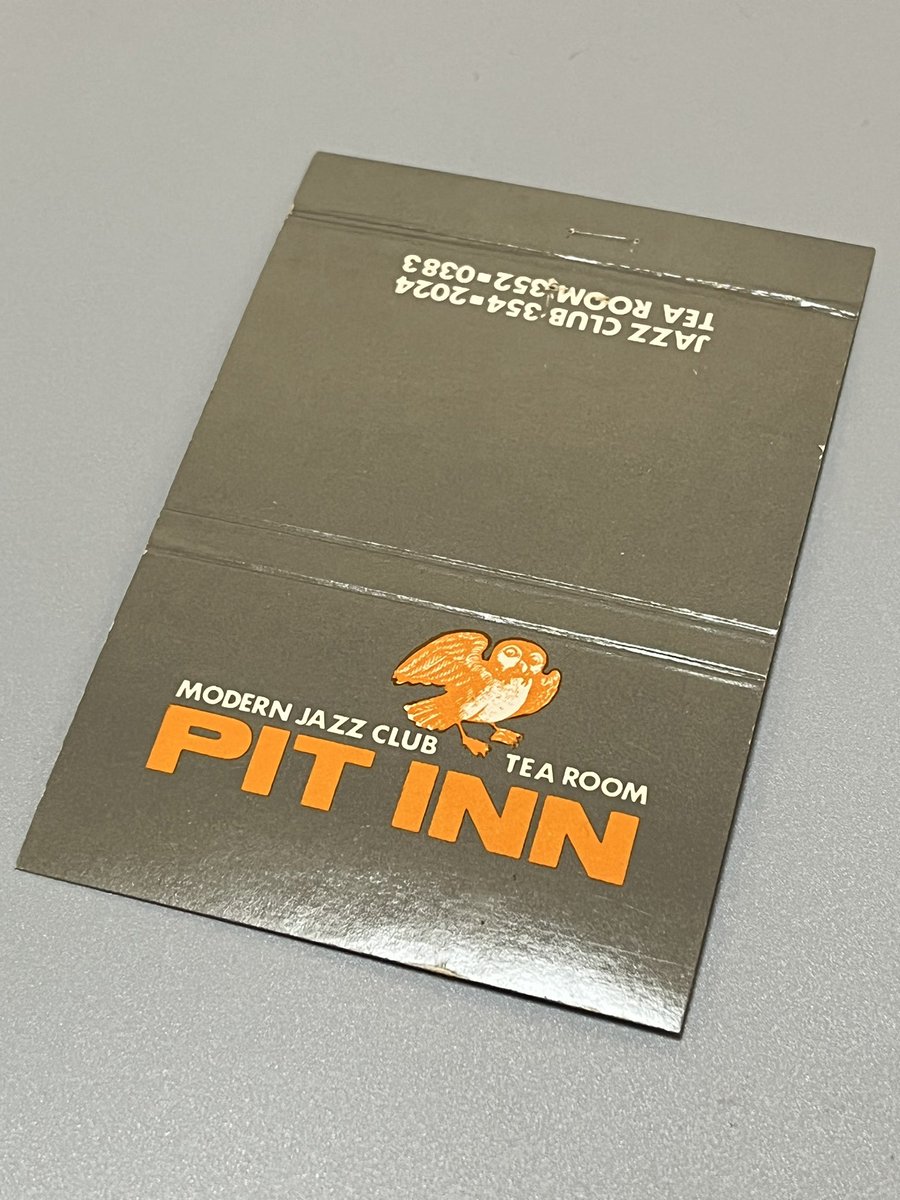 JAZZ CLUB 354-2024
TEA ROOM 352-0383
MODERN JAZZ CLUB TEA ROOM
PIT INN